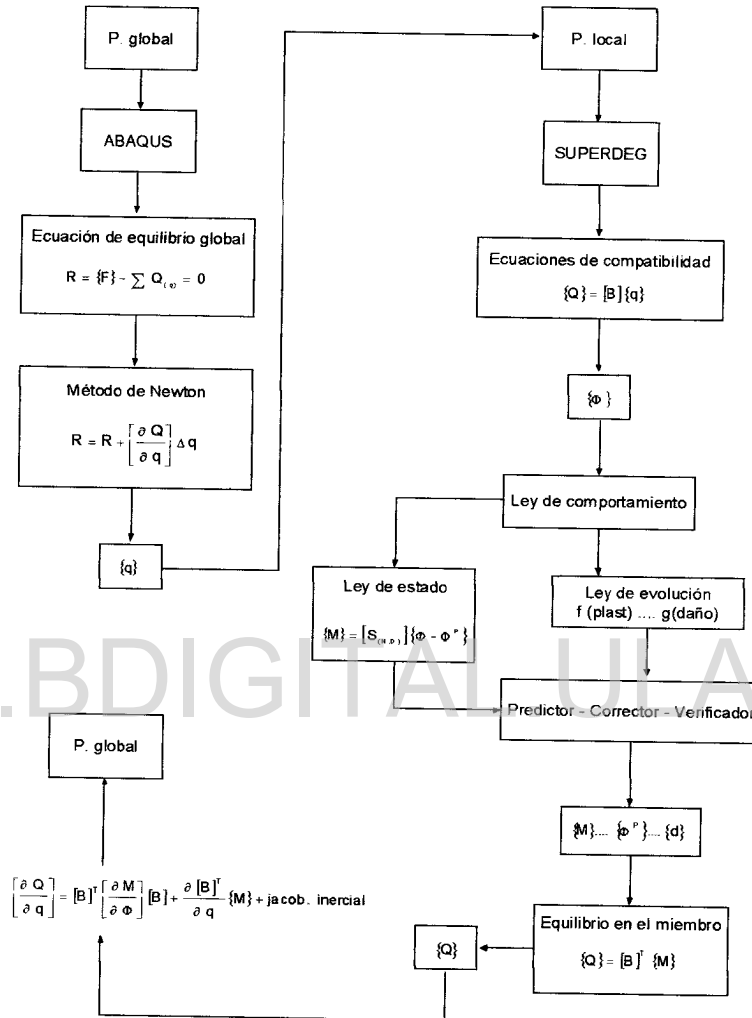 P. global
ABAQUS
Ecuación de equilibrio global
R = {F} - ∑ Q₍q₎ = 0
Método de Newton
R = R + [∂Q/∂q] Δq
{q}
P. local
SUPERDEG
Ecuaciones de compatibilidad
{Q} = [B]{q}
{Φ}
Ley de comportamiento
Ley de estado
{M} = [S(M,D)]{Φ - Φᴾ}
Ley de evolución
f (plast) .... g(daño)
Predictor - Corrector - Verificador
{M}.... {Φᴾ}.... {d}
Equilibrio en el miembro
{Q} = [B]ᵀ {M}
{Q}
[∂Q/∂q] = [B]ᵀ[∂M/∂Φ][B] + ∂[B]ᵀ/∂q {M} + jacob. inercial
P. global
.BDIGITAL.ULA